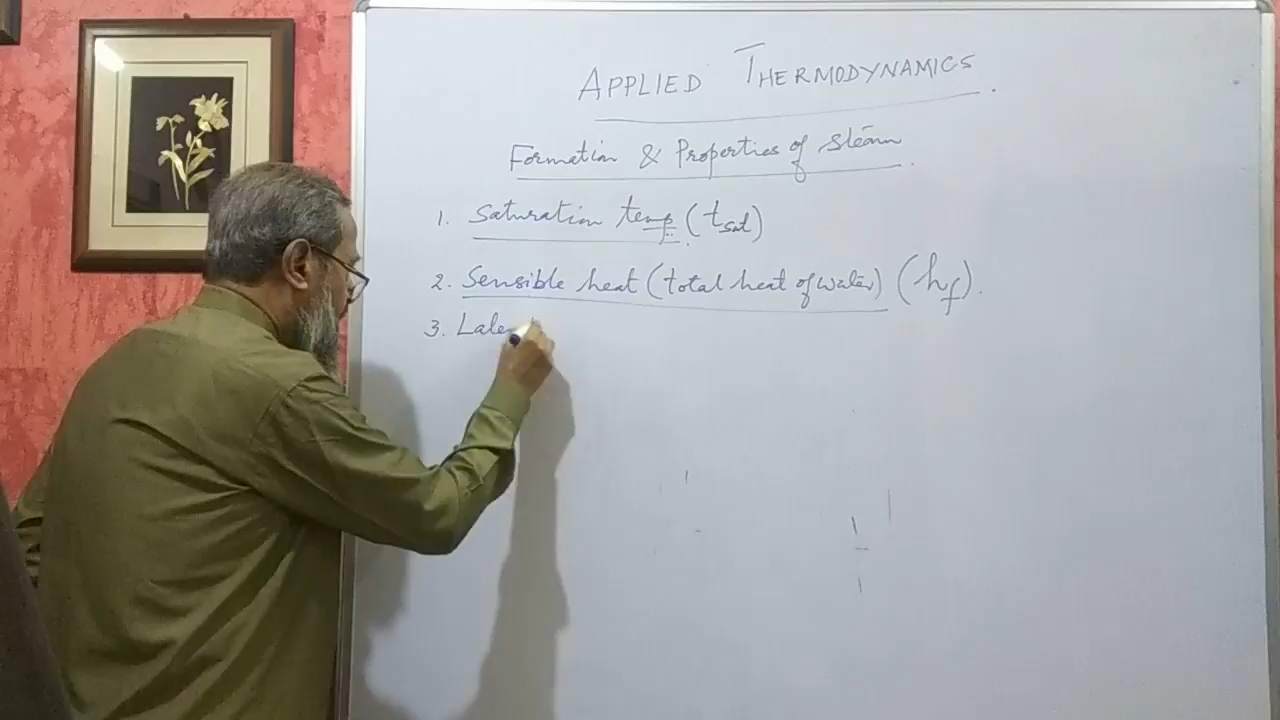 APPLIED THERMODYNAMICS.
Formation & Properties of steam.
1. Saturation temp. (tsat)
2. Sensible heat (total heat of water) (hf).
3. Late